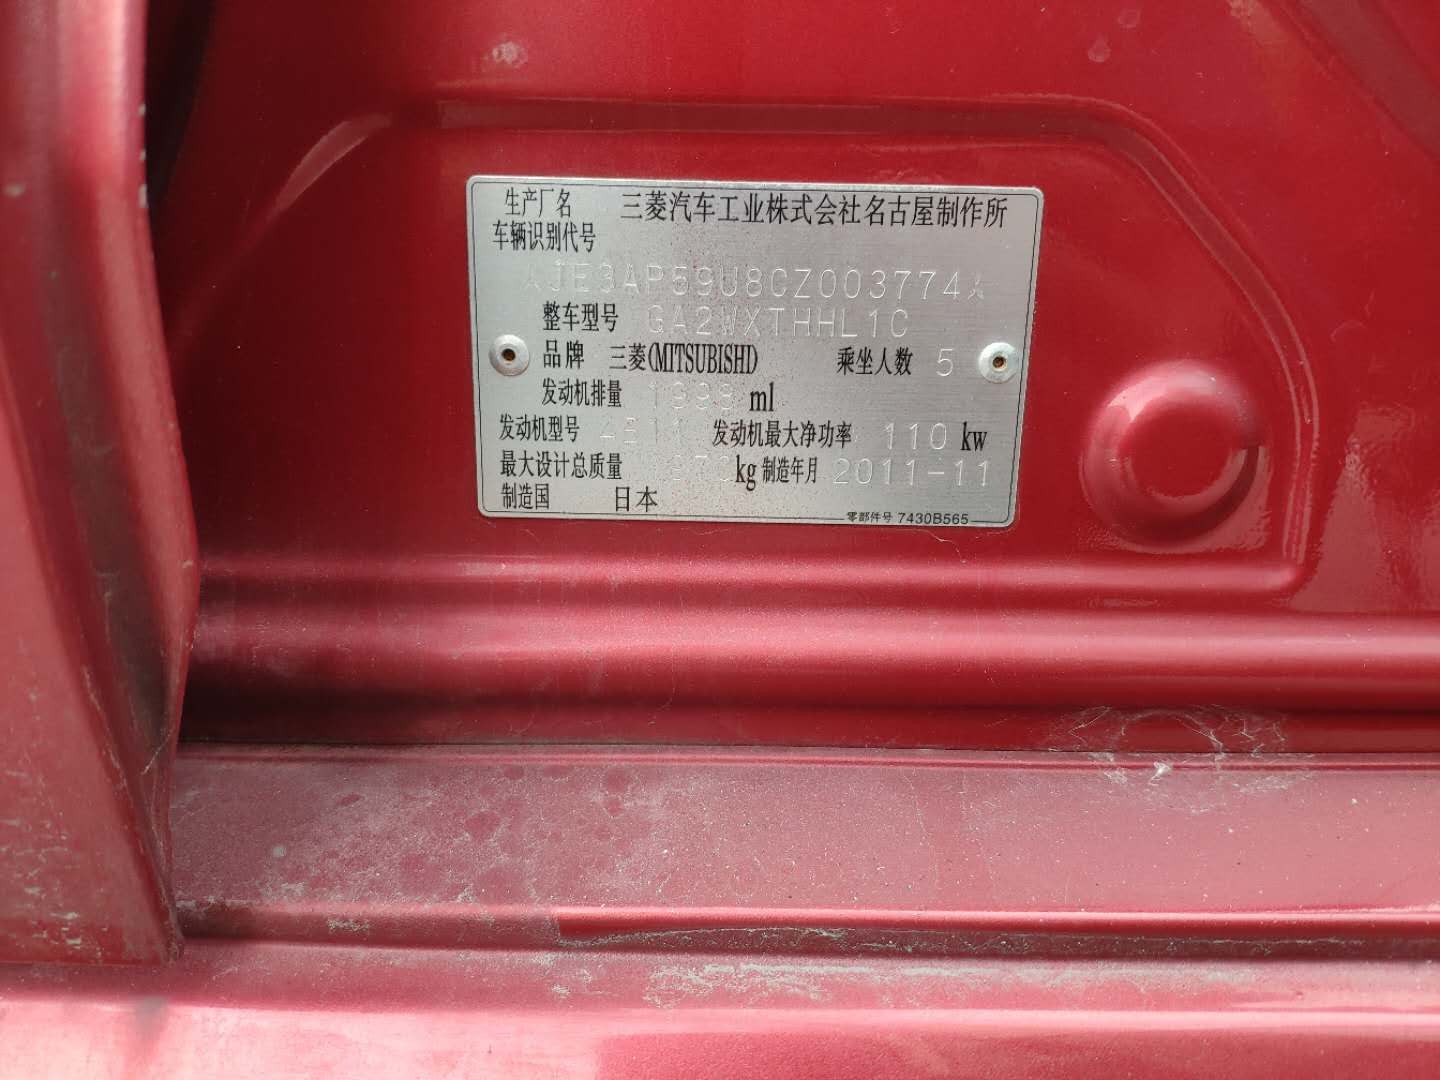 生产厂名 三菱汽车工业株式会社名古屋制作所
车辆识别代号
JE3AP59U8CZ003774
整车型号 GA2WXTHHL1C
品牌 三菱(MITSUBISHI) 乘坐人数 5
发动机排量 1998 ml
发动机型号 4B11 发动机最大净功率 110 kw
最大设计总质量 kg 制造年月 2011-11
制造国 日本
零部件号 7430B565